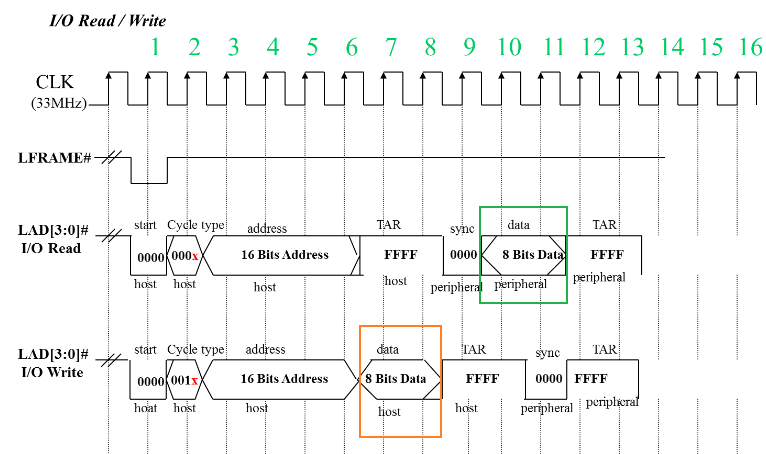 I/O Read / Write
1 2 3 4 5 6 7 8 9 10 11 12 13 14 15 16
CLK
(33MHz)
LFRAME#
start Cycle type address TAR sync data TAR
LAD[3:0]#
I/O Read
0000 000x 16 Bits Address FFFF 0000 8 Bits Data FFFF
host host host host peripheral peripheral peripheral
start Cycle type address data TAR sync TAR
LAD[3:0]#
I/O Write
0000 001x 16 Bits Address 8 Bits Data FFFF 0000 FFFF
hoat host host host host peripheral peripheral